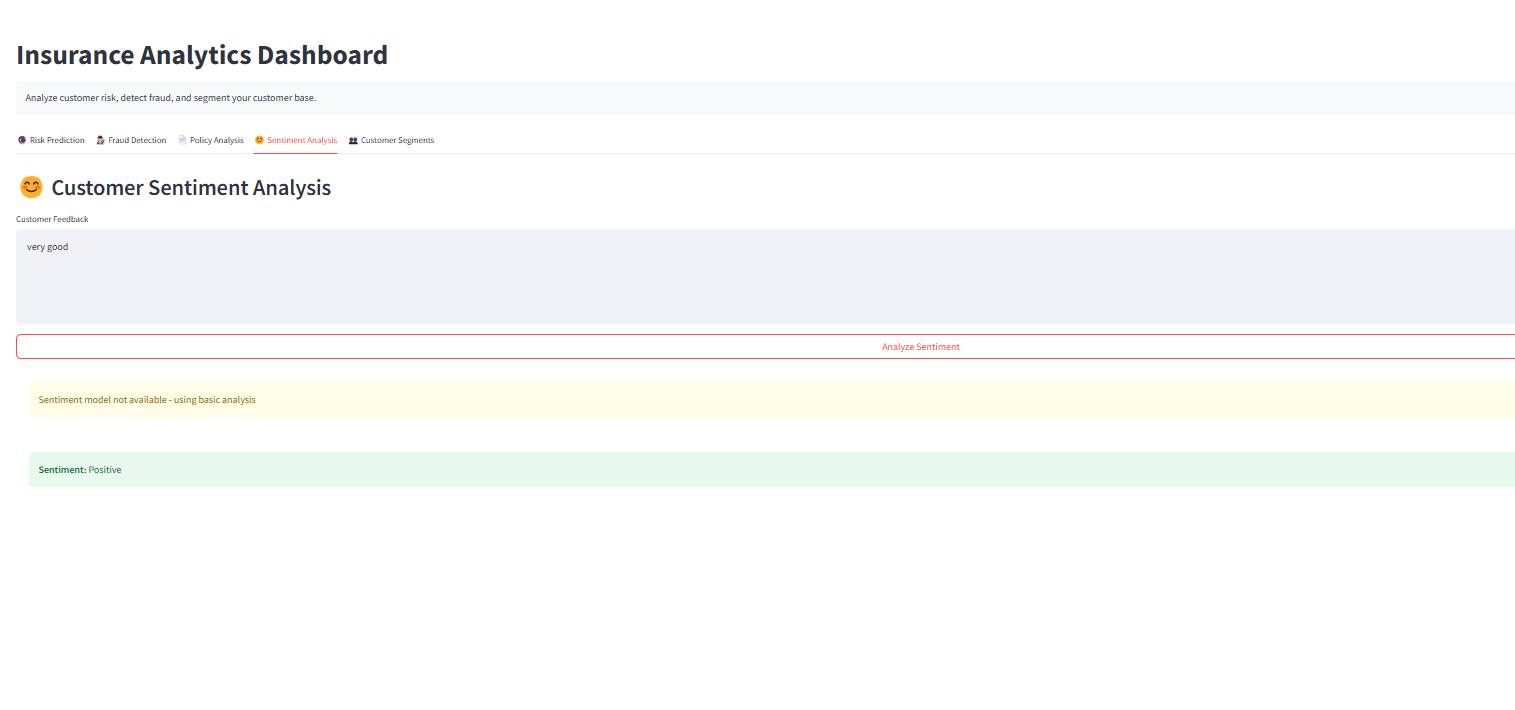 Insurance Analytics Dashboard
Analyze customer risk, detect fraud, and segment your customer base.
Risk Prediction Fraud Detection Policy Analysis Sentiment Analysis Customer Segments
Customer Sentiment Analysis
Customer Feedback
very good
Analyze Sentiment
Sentiment model not available - using basic analysis
Sentiment: Positive